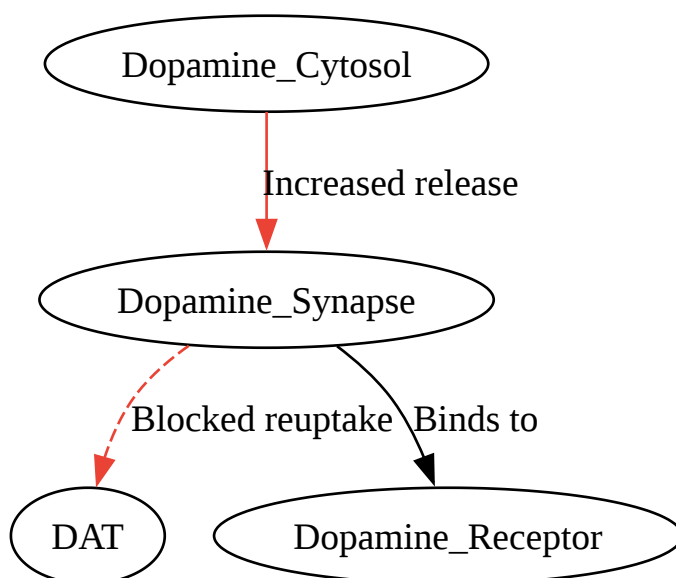 Dopamine_Cytosol
Increased release
Dopamine_Synapse
Blocked reuptake
Binds to
DAT
Dopamine_Receptor